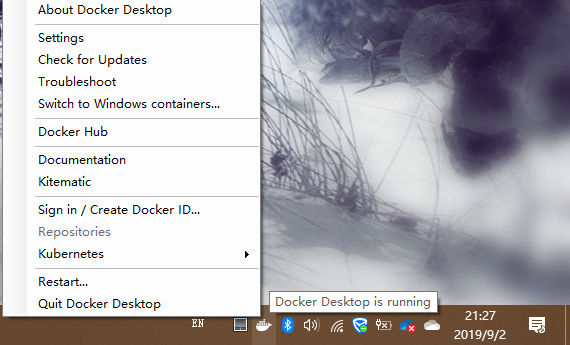 About Docker Desktop
Settings
Check for Updates
Troubleshoot
Switch to Windows containers...
Docker Hub
Documentation
Kitematic
Sign in / Create Docker ID...
Repositories
Kubernetes
Restart...
Quit Docker Desktop
Docker Desktop is running
EN
21:27
2019/9/2